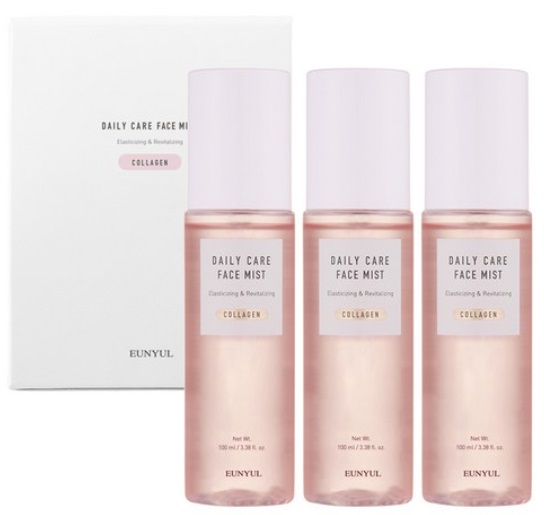 DAILY CARE FACE
Elasticizing & Revitalizing
COLLAGEN
EUNYUL
DAILY CARE
FACE MIST
Elasticizing & Revitalizing
COLLAGEN
Net Wt.
100 ml / 3.38 fl. oz.
EUNYUL
DAILY CARE
FACE MIST
Elasticizing & Revitalizing
COLLAGEN
Net Wt.
100 ml / 3.38 fl. oz.
EUNYUL
DAILY CARE
FACE MIST
Elasticizing & Revitalizing
COLLAGEN
Net Wt.
100 ml / 3.38 fl. oz.
EUNYUL